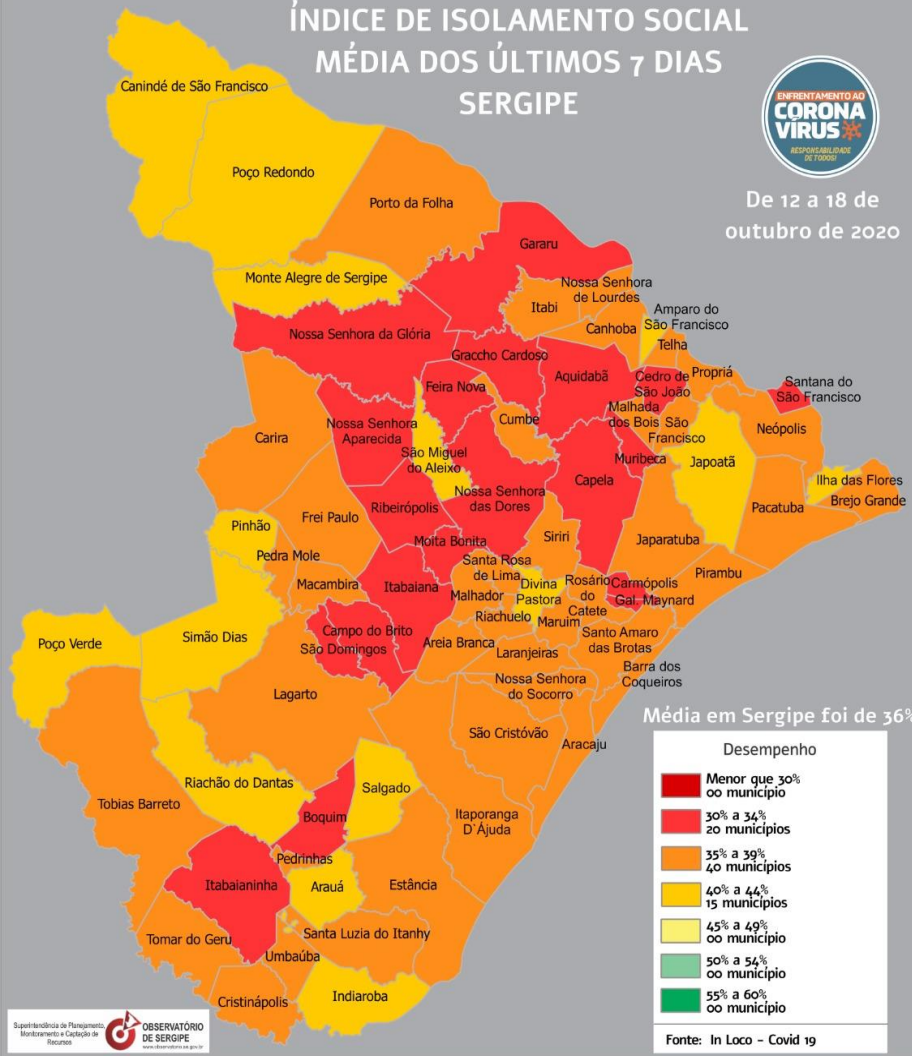 ÍNDICE DE ISOLAMENTO SOCIAL
MÉDIA DOS ÚLTIMOS 7 DIAS
SERGIPE
ENFRENTAMENTO AO
CORONA
VÍRUS
RESPONSABILIDADE
DE TODOS!
De 12 a 18 de
outubro de 2020
Canindé de São Francisco
Poço Redondo
Porto da Folha
Gararu
Monte Alegre de Sergipe
Nossa Senhora
de Lourdes
Itabi
Amparo do
São Francisco
Canhoba
Nossa Senhora da Glória
Telha
Graccho Cardoso
Aquidabã
Cedro de
São João
Propriá
Santana do
São Francisco
Feira Nova
Malhada
dos Bois
São
Francisco
Cumbe
Neópolis
Carira
Nossa Senhora
Aparecida
São Miguel
do Aleixo
Muribeca
Japoatã
Capela
Ilha das Flores
Brejo Grande
Nossa Senhora
das Dores
Ribeirópolis
Pacatuba
Frei Paulo
Pinhão
Siriri
Japaratuba
Moita Bonita
Pedra Mole
Santa Rosa
de Lima
Pirambu
Macambira
Itabaiana
Divina
Pastora
Rosário
do
Catete
Carmópolis
Gal. Maynard
Malhador
Riachuelo
Maruim
Campo do Brito
São Domingos
Poço Verde
Simão Dias
Areia Branca
Santo Amaro
das Brotas
Laranjeiras
Barra dos
Coqueiros
Nossa Senhora
do Socorro
Lagarto
São Cristóvão
Aracaju
Riachão do Dantas
Salgado
Tobias Barreto
Boquim
Itaporanga
D`Ájuda
Pedrinhas
Itabaianinha
Arauá
Estância
Tomar do Geru
Santa Luzia do Itanhy
Umbaúba
Cristinápolis
Indiaroba
Média em Sergipe foi de 36%
Desempenho
Menor que 30%
00 município
30% a 34%
20 municípios
35% a 39%
40 municípios
40% a 44%
15 municípios
45% a 49%
00 município
50% a 54%
00 município
55% a 60%
00 município
Fonte: In Loco - Covid 19
Superintendência de Planejamento,
Monitoramento e Captação de
Recursos
OBSERVATÓRIO
DE SERGIPE
www.observatorio.se.gov.br